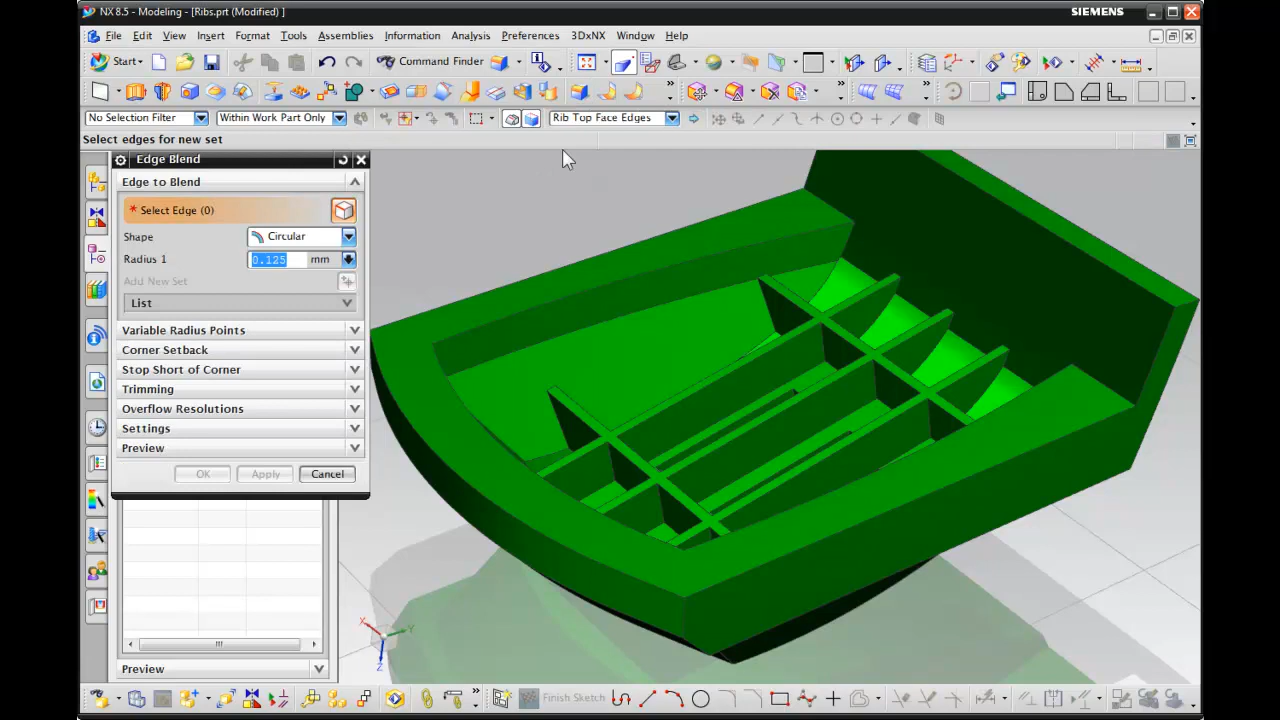 NX 8.5 - Modeling - [Ribs.prt (Modified) ]
SIEMENS
File Edit View Insert Format Tools Assemblies Information Analysis Preferences 3DxNX Window Help
Start
Command Finder
No Selection Filter
Within Work Part Only
Rib Top Face Edges
Select edges for new set
Edge Blend
Edge to Blend
* Select Edge (0)
Shape
Circular
Radius 1
0.125
mm
Add New Set
List
Variable Radius Points
Corner Setback
Stop Short of Corner
Trimming
Overflow Resolutions
Settings
Preview
OK
Apply
Cancel
X
Y
Z
Preview
Finish Sketch